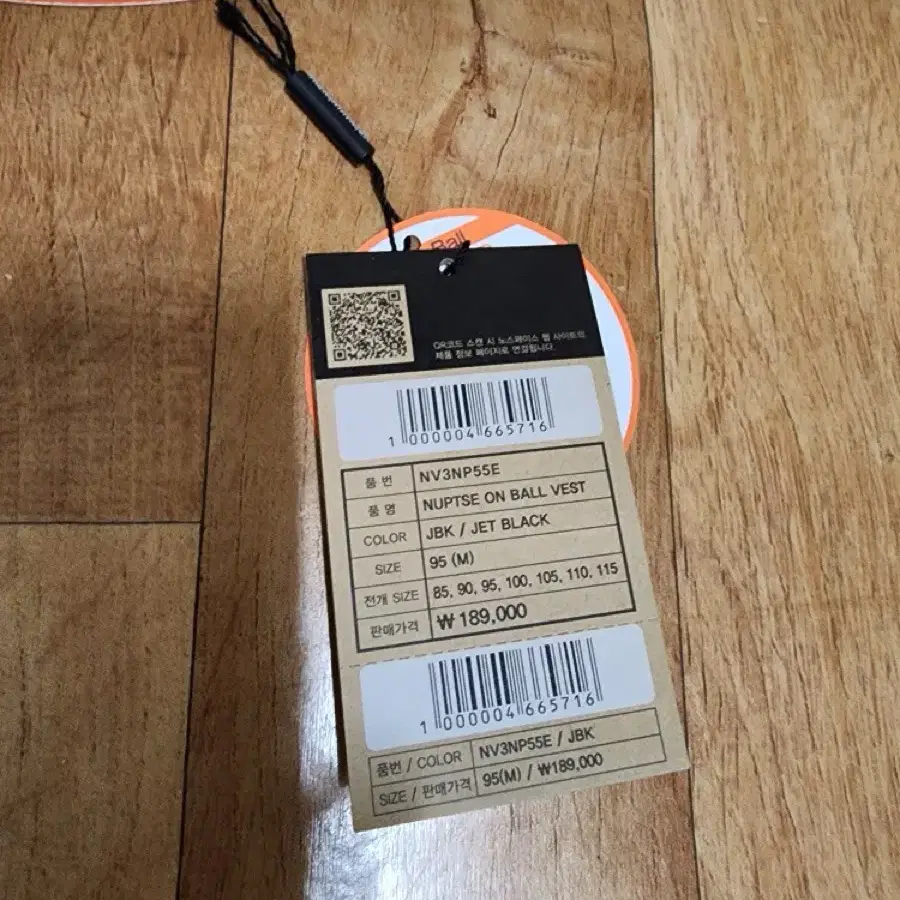 Ball
QR코드 스캔 시 노스페이스 웹 사이트의
제품 정보 페이지로 연결됩니다.
1 000004 665716
품 번 NV3NP55E
품 명 NUPTSE ON BALL VEST
COLOR JBK / JET BLACK
SIZE 95 (M)
전개 SIZE 85, 90, 95, 100, 105, 110, 115
판매가격 ₩189,000
1 000004 665716
품번 / COLOR NV3NP55E / JBK
SIZE / 판매가격 95(M) / ₩189,000